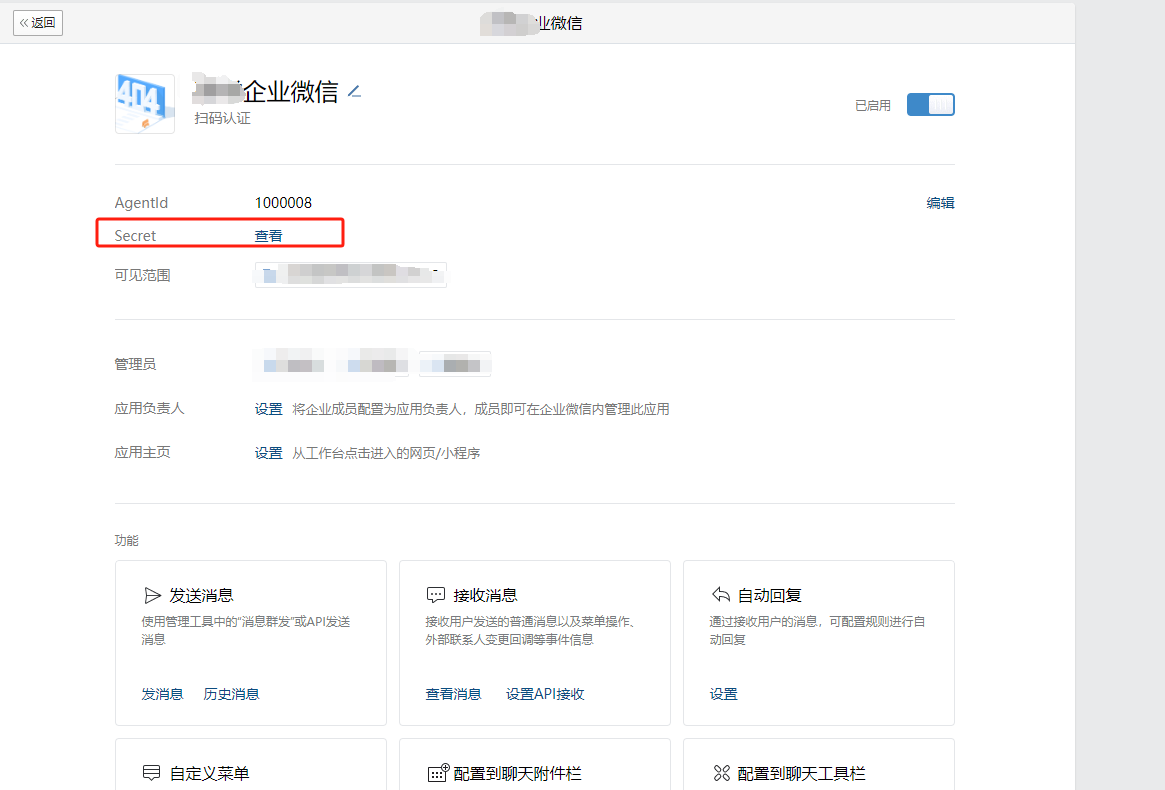 返回
业微信
404
企业微信
扫码认证
已启用
AgentId 1000008 编辑
Secret 查看
可见范围
管理员
应用负责人 设置 将企业成员配置为应用负责人，成员即可在企业微信内管理此应用
应用主页 设置 从工作台点击进入的网页/小程序
功能
发送消息
使用管理工具中的“消息群发”或API发送
消息
发消息 历史消息
接收消息
接收用户发送的普通消息以及菜单操作、
外部联系人变更回调等事件信息
查看消息 设置API接收
自动回复
通过接收用户的消息，可配置规则进行自
动回复
设置
自定义菜单
配置到聊天附件栏
配置到聊天工具栏